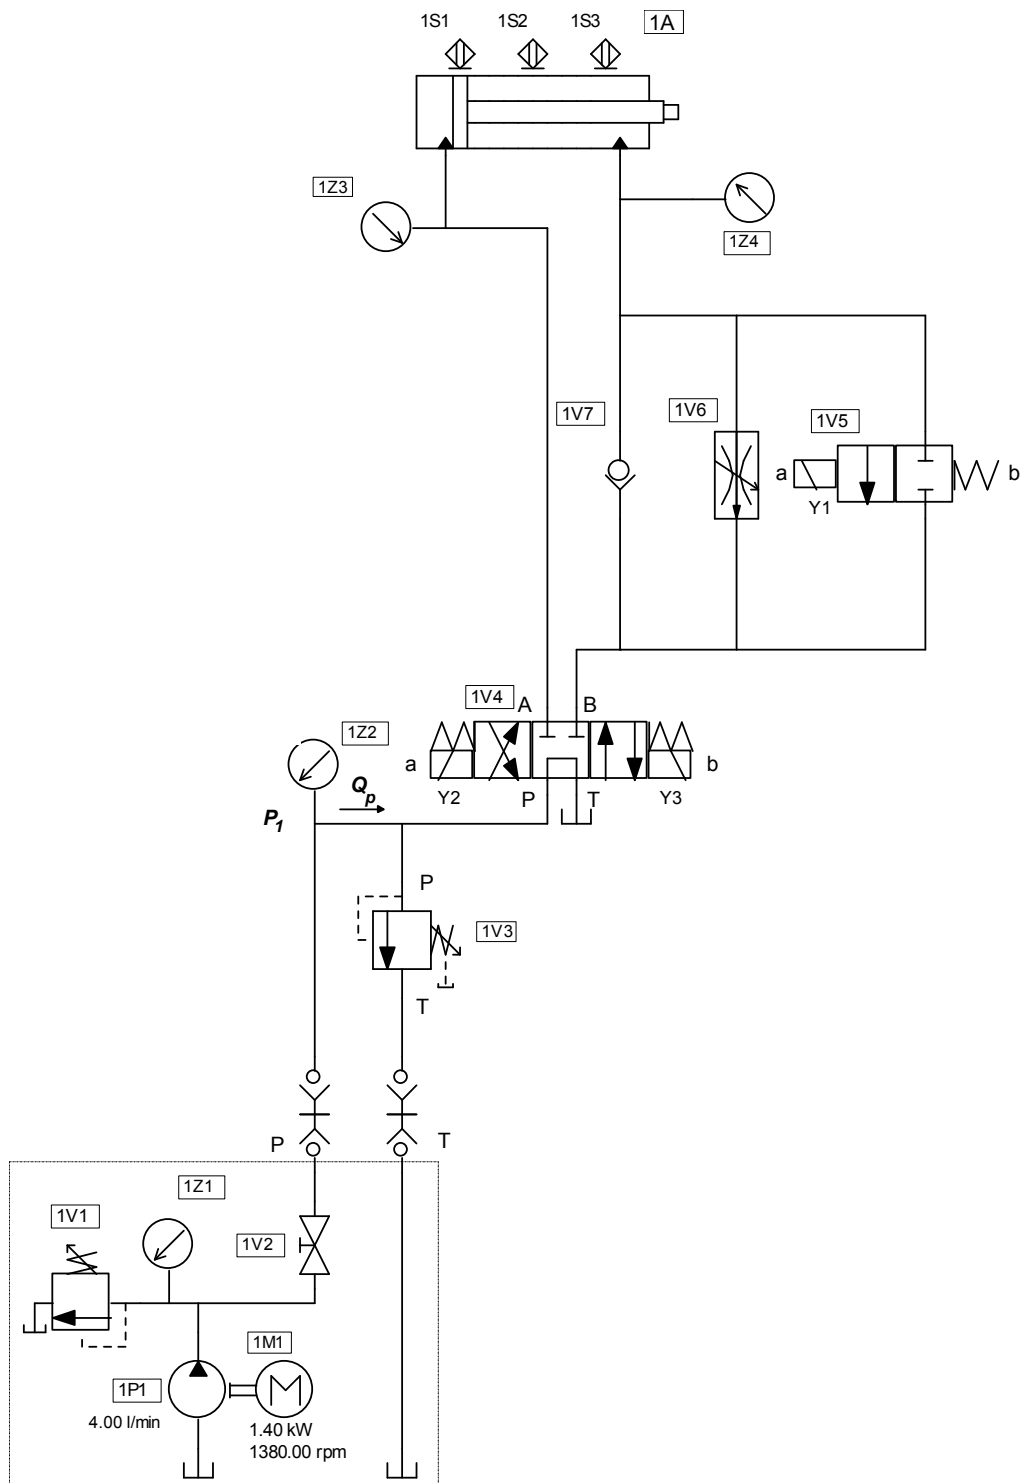 1S1 1S2 1S3 1A
1Z3
1Z4
1V7 1V6 1V5
a b
Y1
1V4 A B
1Z2
a b
Y2 P T Y3
Qp
P1
P
1V3
T
P T
1Z1
1V1
1V2
1M1
1P1
M
4.00 l/min
1.40 kW
1380.00 rpm